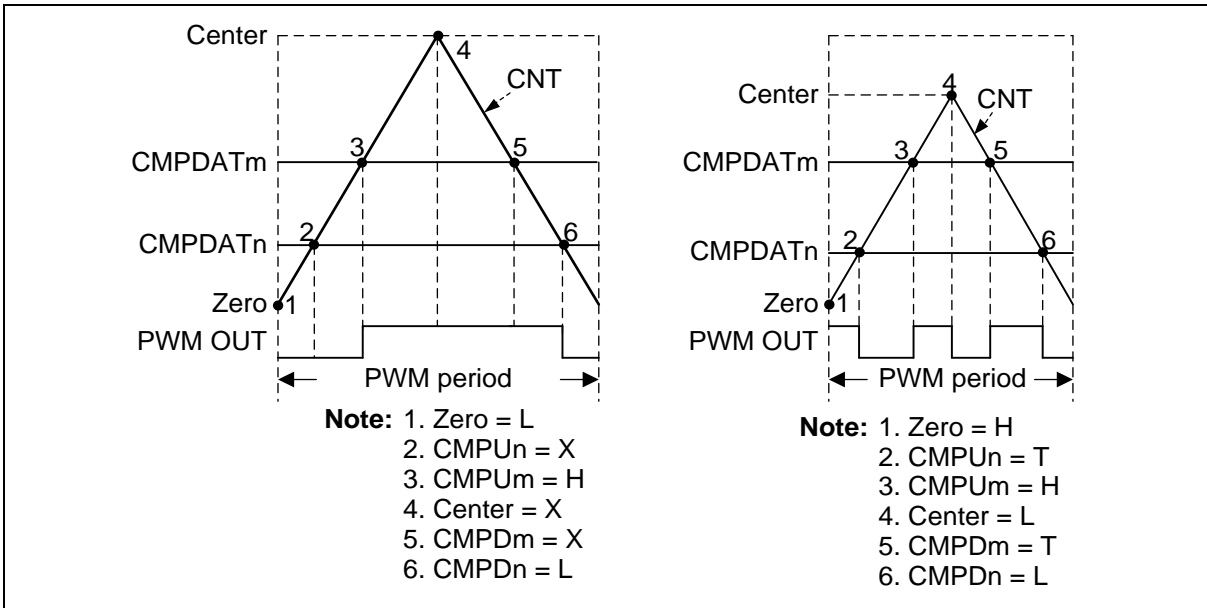 Center
4
CNT
3
5
CMPDATm
2
6
CMPDATn
Zero
1
PWM OUT
PWM period
Note: 1. Zero = L
2. CMPUn = X
3. CMPUm = H
4. Center = X
5. CMPDm = X
6. CMPDn = L
4
Center
CNT
3
5
CMPDATm
2
6
CMPDATn
Zero
1
PWM OUT
PWM period
Note: 1. Zero = H
2. CMPUn = T
3. CMPUm = H
4. Center = L
5. CMPDm = T
6. CMPDn = L